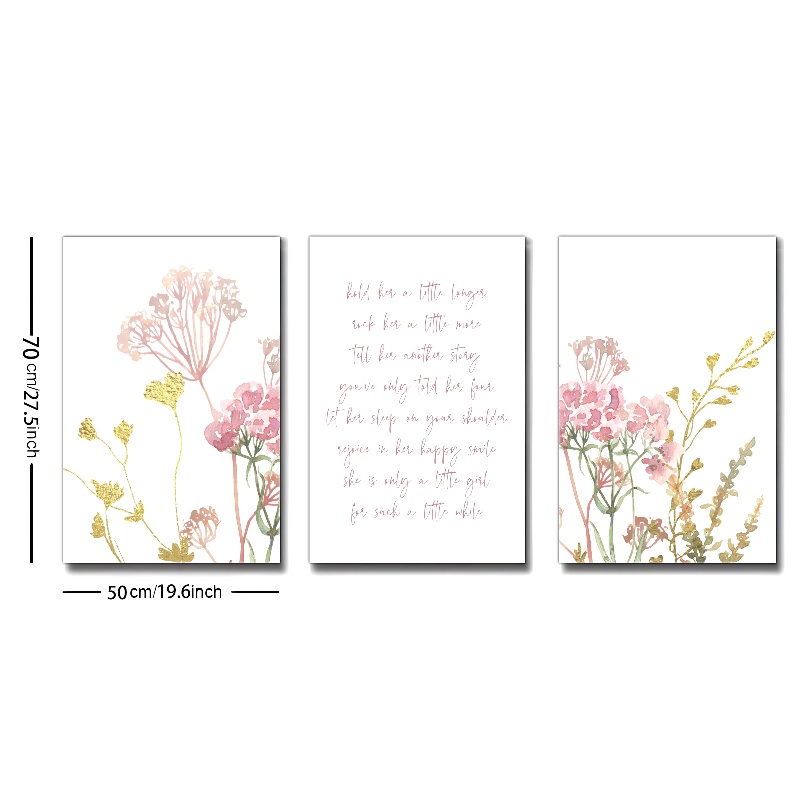 hold her a little longer
rock her a little more
tell her another story
you've only told her four
let her sleep on your shoulder
rejoice in her happy smile
she is only a little girl
for such a little while
70cm/27.5inch
50cm/19.6inch